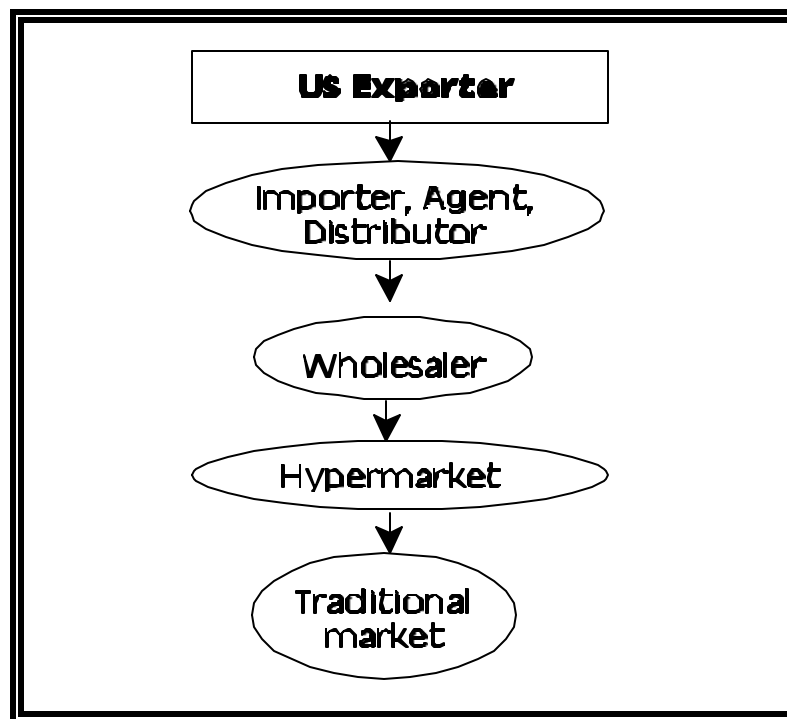 US Exporter
Importer, Agent,
Distributor
Wholesaler
Hypermarket
Traditional
market